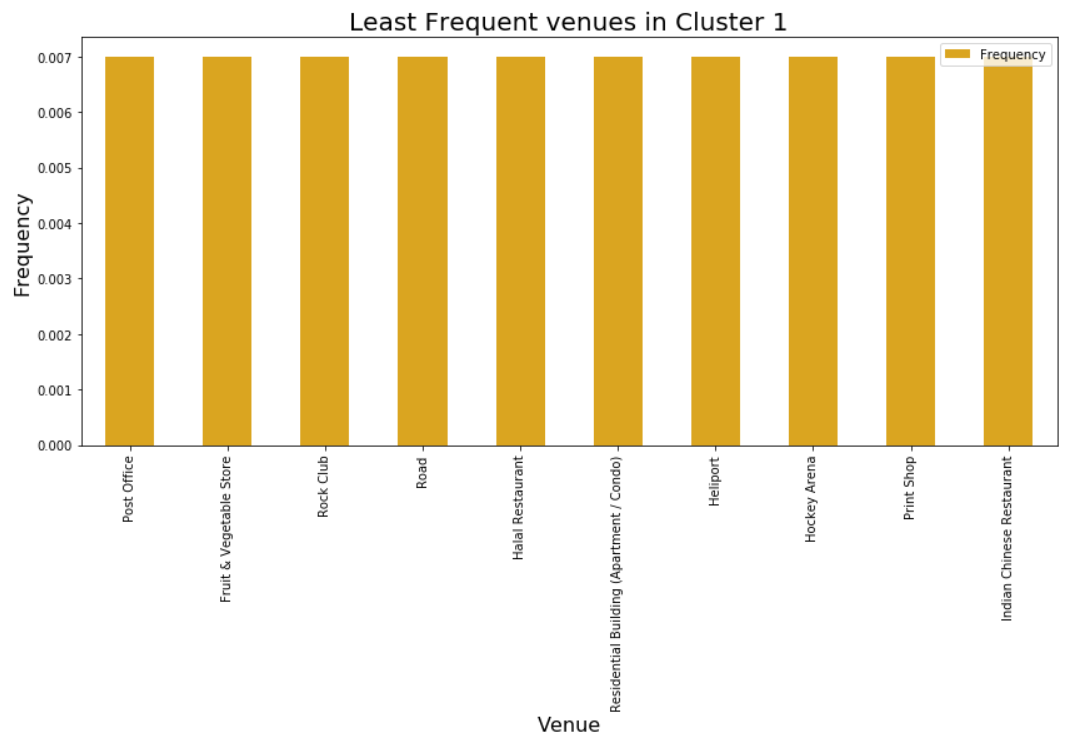 Least Frequent venues in Cluster 1
Frequency
0.007
0.006
0.005
0.004
0.003
0.002
0.001
0.000
Frequency
Post Office
Fruit & Vegetable Store
Rock Club
Road
Halal Restaurant
Residential Building (Apartment / Condo)
Heliport
Hockey Arena
Print Shop
Indian Chinese Restaurant
Venue